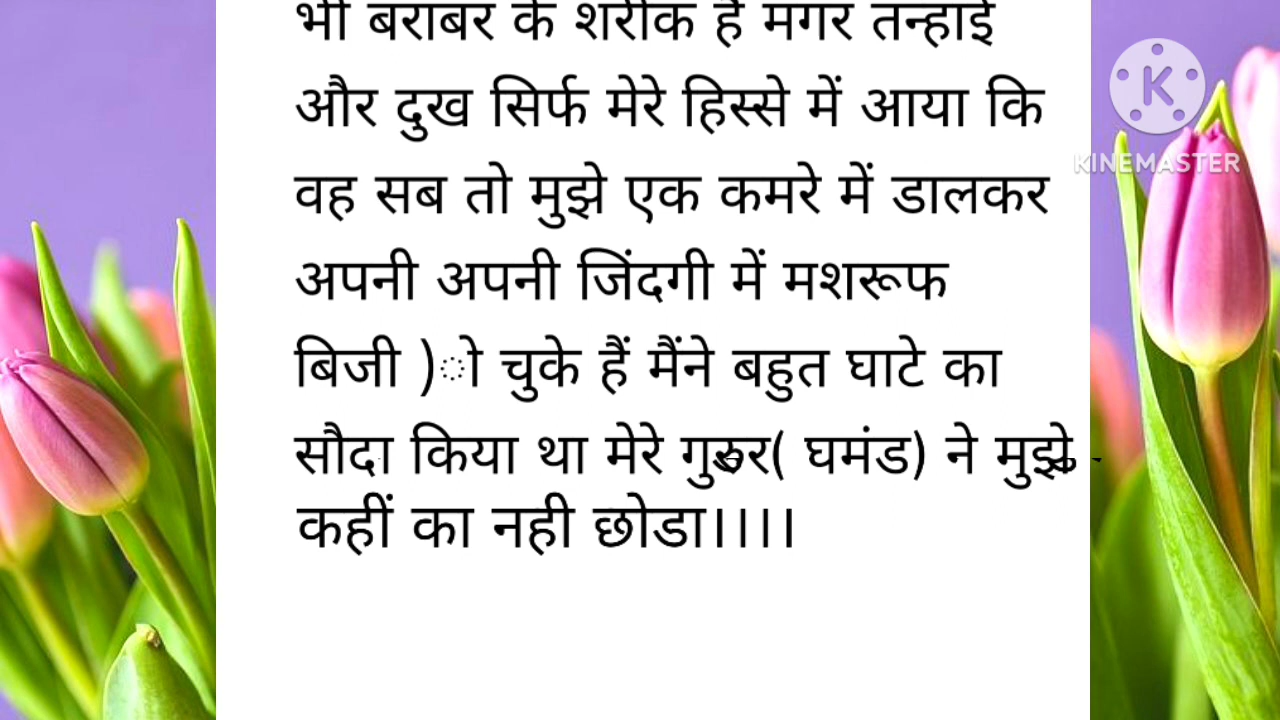 भी बराबर के शरीक हैं मगर तन्हाई
और दुख सिर्फ मेरे हिस्से में आया कि
वह सब तो मुझे एक कमरे में डालकर
अपनी अपनी जिंदगी में मशरूफ
बिजी )ो चुके हैं मैंने बहुत घाटे का
सौदा किया था मेरे गुरुर( घमंड) ने मुझे
कहीं का नही छोडा।।।।
K
KINEMASTER